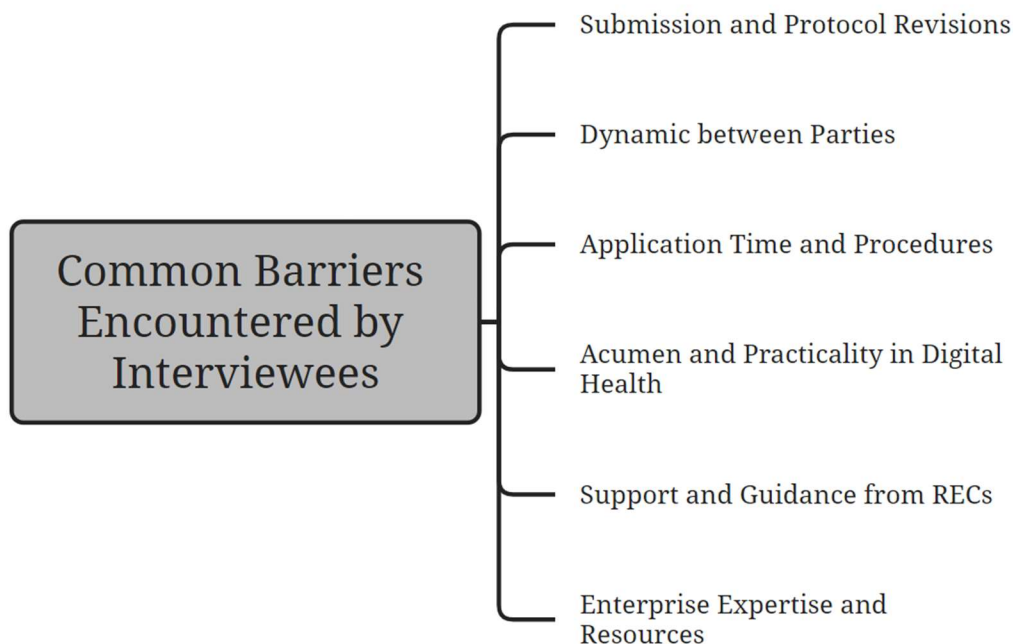 Submission and Protocol Revisions
Dynamic between Parties
Application Time and Procedures
Common Barriers
Encountered by
Interviewees
Acumen and Practicality in Digital
Health
Support and Guidance from RECs
Enterprise Expertise and
Resources